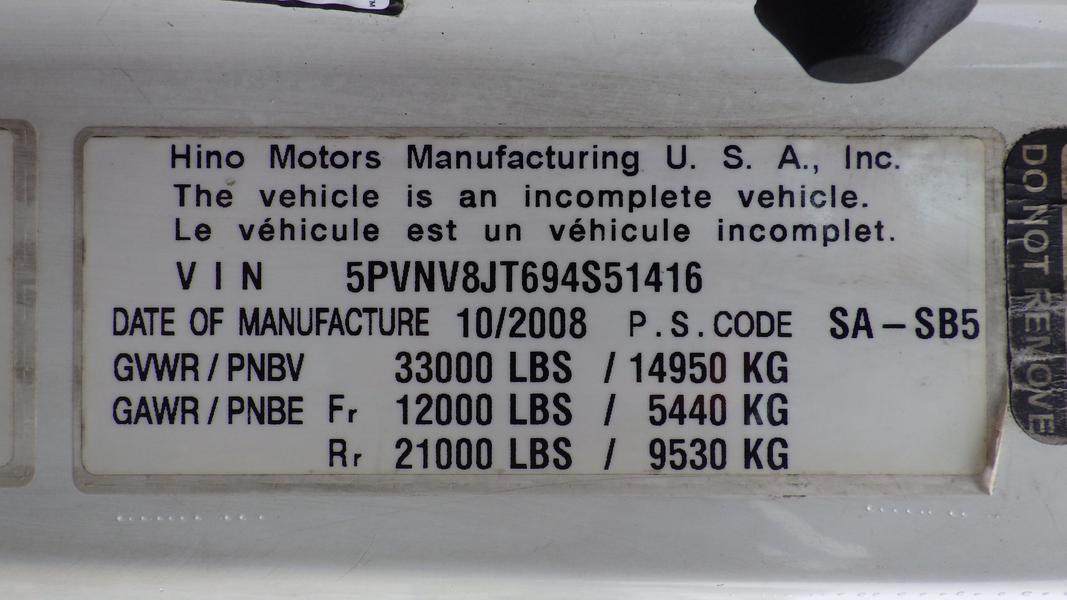 Hino Motors Manufacturing U. S. A., Inc.
The vehicle is an incomplete vehicle.
Le véhicule est un véhicule incomplet.
V I N 5PVNV8JT694S51416
DATE OF MANUFACTURE 10/2008 P.S.CODE SA-SB5
GVWR / PNBV 33000 LBS / 14950 KG
GAWR / PNBE Fr 12000 LBS / 5440 KG
Rr 21000 LBS / 9530 KG
DO NOT REMOVE
TM